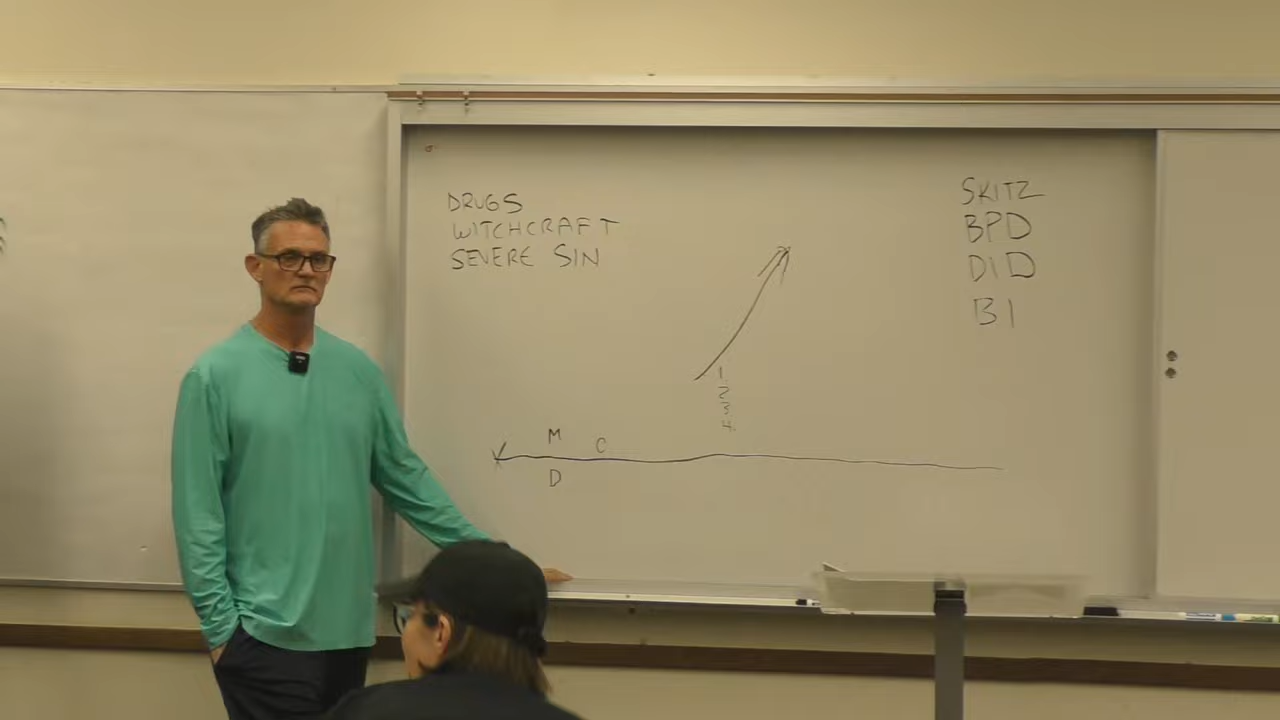 DRUGS
WITCHCRAFT
SEVERE SIN
SKITZ
BPD
DID
BI
1
2
3
4.
M
C
D